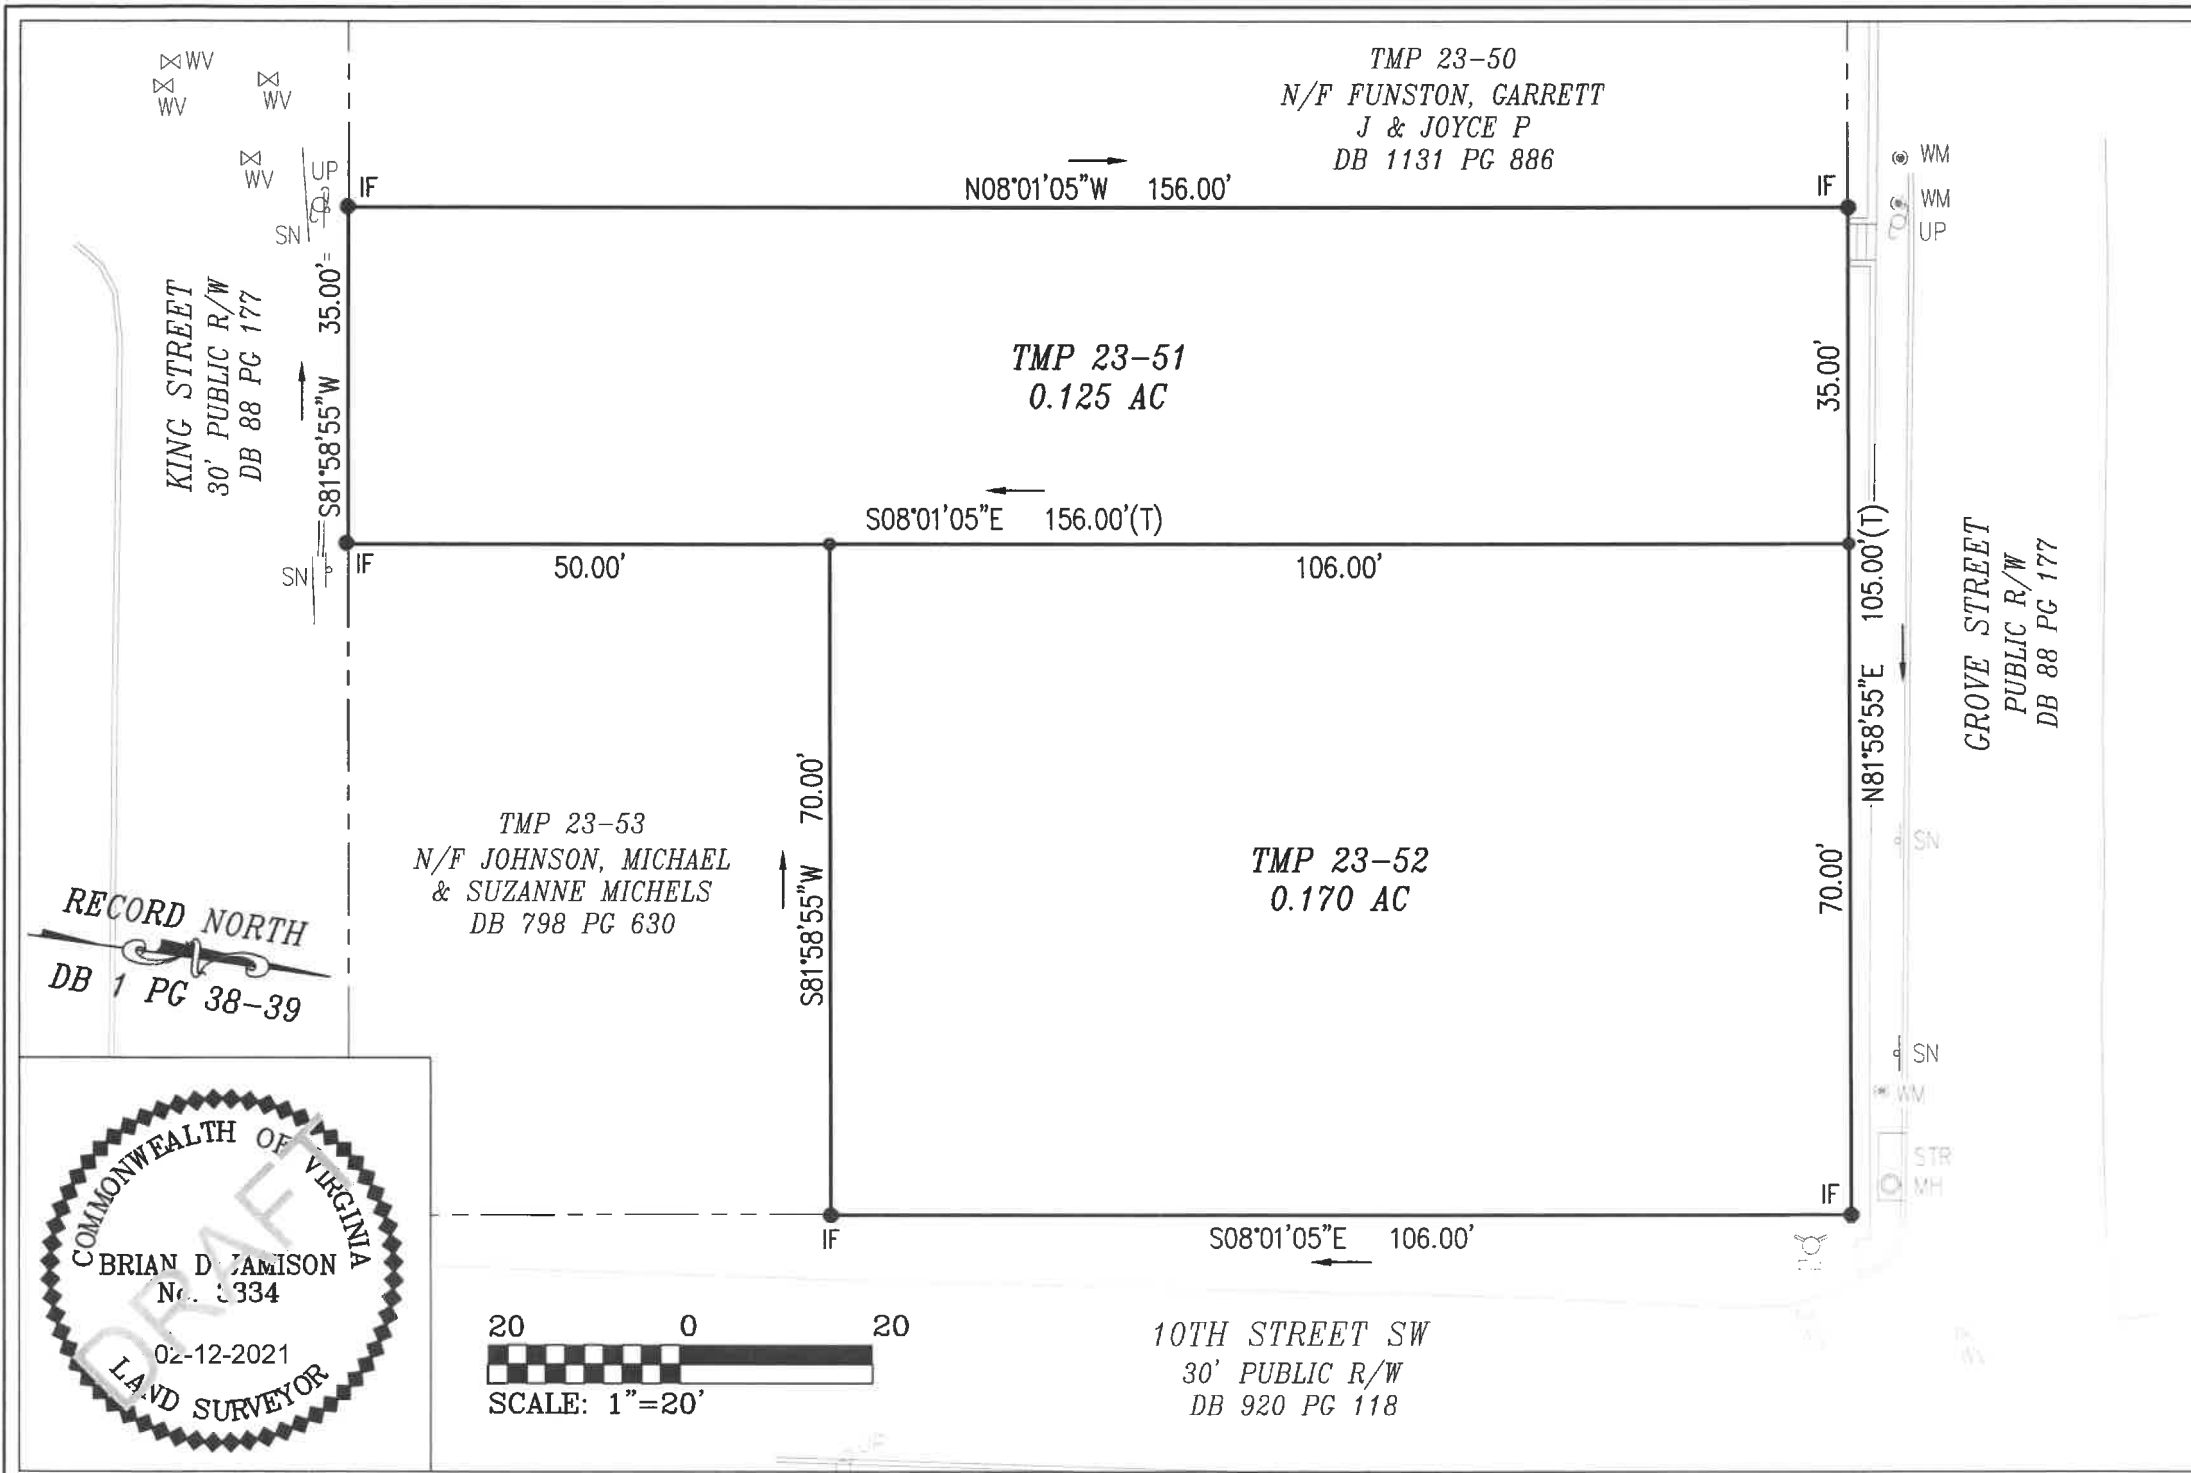 WV
WV
WV
WV
UP
SN
IF
TMP 23-50
N/F FUNSTON, GARRETT
J & JOYCE P
DB 1131 PG 886
N08°01'05"W 156.00'
IF
WM
WM
UP
KING STREET
30' PUBLIC R/W
DB 88 PG 177
S81°58'55"W 35.00'
TMP 23-51
0.125 AC
35.00'
S08°01'05"E 156.00'(T)
SN
IF
50.00'
106.00'
N81°58'55"E 105.00'(T)
GROVE STREET
PUBLIC R/W
DB 88 PG 177
TMP 23-53
N/F JOHNSON, MICHAEL
& SUZANNE MICHELS
DB 798 PG 630
S81°58'55"W 70.00'
TMP 23-52
0.170 AC
70.00'
SN
SN
WM
STR
MH
RECORD NORTH
DB 1 PG 38-39
IF
IF
S08°01'05"E 106.00'
COMMONWEALTH OF VIRGINIA
BRIAN D. JAMISON
No. 3334
02-12-2021
LAND SURVEYOR
DRAFT
20 0 20
SCALE: 1"=20'
10TH STREET SW
30' PUBLIC R/W
DB 920 PG 118
UP